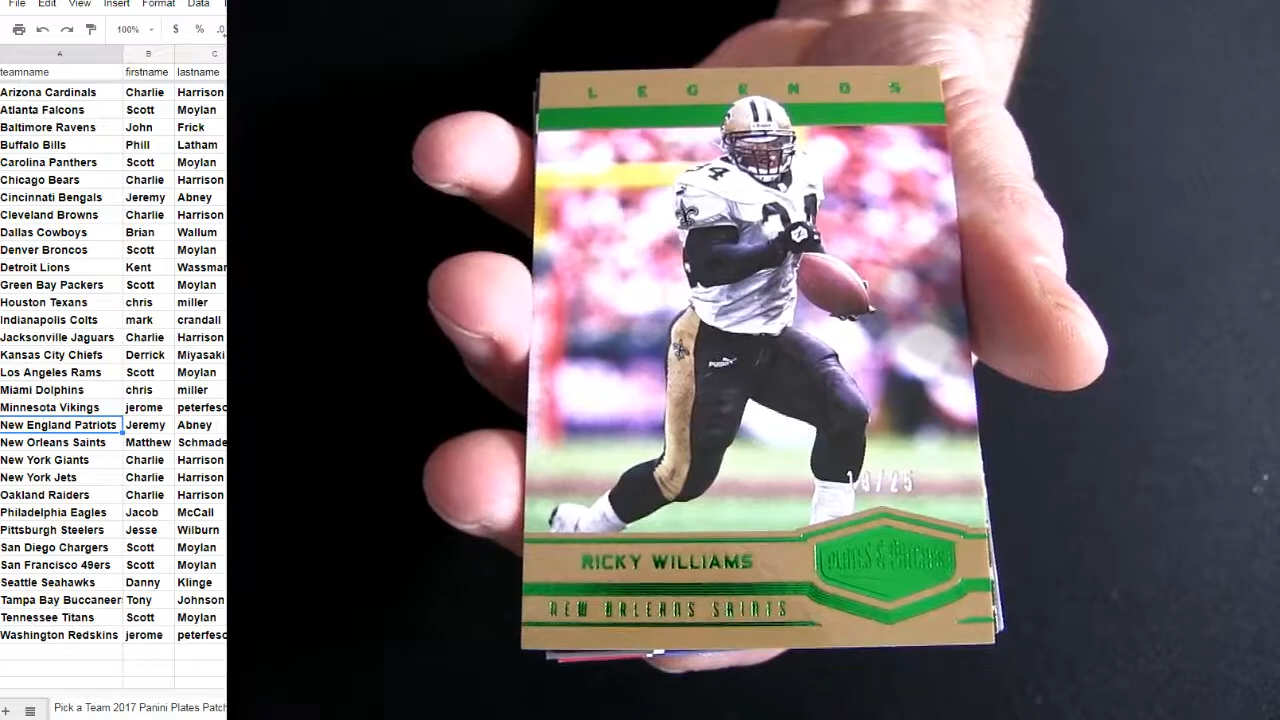 File Edit View Insert Format Data
100% $ % .0
A B C
teamname firstname lastname
Arizona Cardinals Charlie Harrison
Atlanta Falcons Scott Moylan
Baltimore Ravens John Frick
Buffalo Bills Phill Latham
Carolina Panthers Scott Moylan
Chicago Bears Charlie Harrison
Cincinnati Bengals Jeremy Abney
Cleveland Browns Charlie Harrison
Dallas Cowboys Brian Wallum
Denver Broncos Scott Moylan
Detroit Lions Kent Wassmar
Green Bay Packers Scott Moylan
Houston Texans chris miller
Indianapolis Colts mark crandall
Jacksonville Jaguars Charlie Harrison
Kansas City Chiefs Derrick Miyasaki
Los Angeles Rams Scott Moylan
Miami Dolphins chris miller
Minnesota Vikings jerome peterfeso
New England Patriots Jeremy Abney
New Orleans Saints Matthew Schmade
New York Giants Charlie Harrison
New York Jets Charlie Harrison
Oakland Raiders Charlie Harrison
Philadelphia Eagles Jacob McCall
Pittsburgh Steelers Jesse Wilburn
San Diego Chargers Scott Moylan
San Francisco 49ers Scott Moylan
Seattle Seahawks Danny Klinge
Tampa Bay Buccaneers Tony Johnson
Tennessee Titans Scott Moylan
Washington Redskins jerome peterfeso
Pick a Team 2017 Panini Plates Patch
LEGENDS
34
PUMA
RICKY WILLIAMS
PLATES & PATCHES
NEW ORLEANS SAINTS